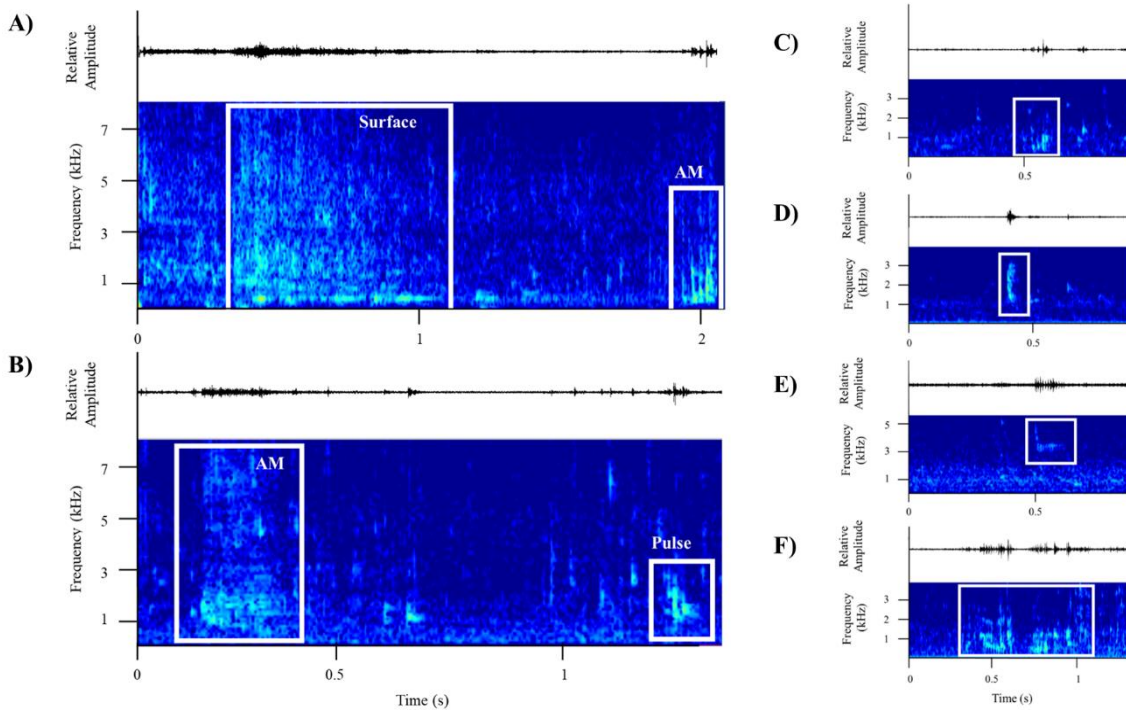 A)
Relative
Amplitude
Frequency (kHz)
7
5
3
1
Surface
AM
0
1
2
B)
Relative
Amplitude
Frequency (kHz)
7
5
3
1
AM
Pulse
0
0.5
1
Time (s)
C)
Relative
Amplitude
Frequency
(kHz)
3
2
1
0
0.5
D)
Relative
Amplitude
Frequency
(kHz)
3
2
1
0
0.5
E)
Relative
Amplitude
Frequency
(kHz)
5
3
1
0
0.5
F)
Relative
Amplitude
Frequency
(kHz)
3
2
1
0
0.5
1
Time (s)